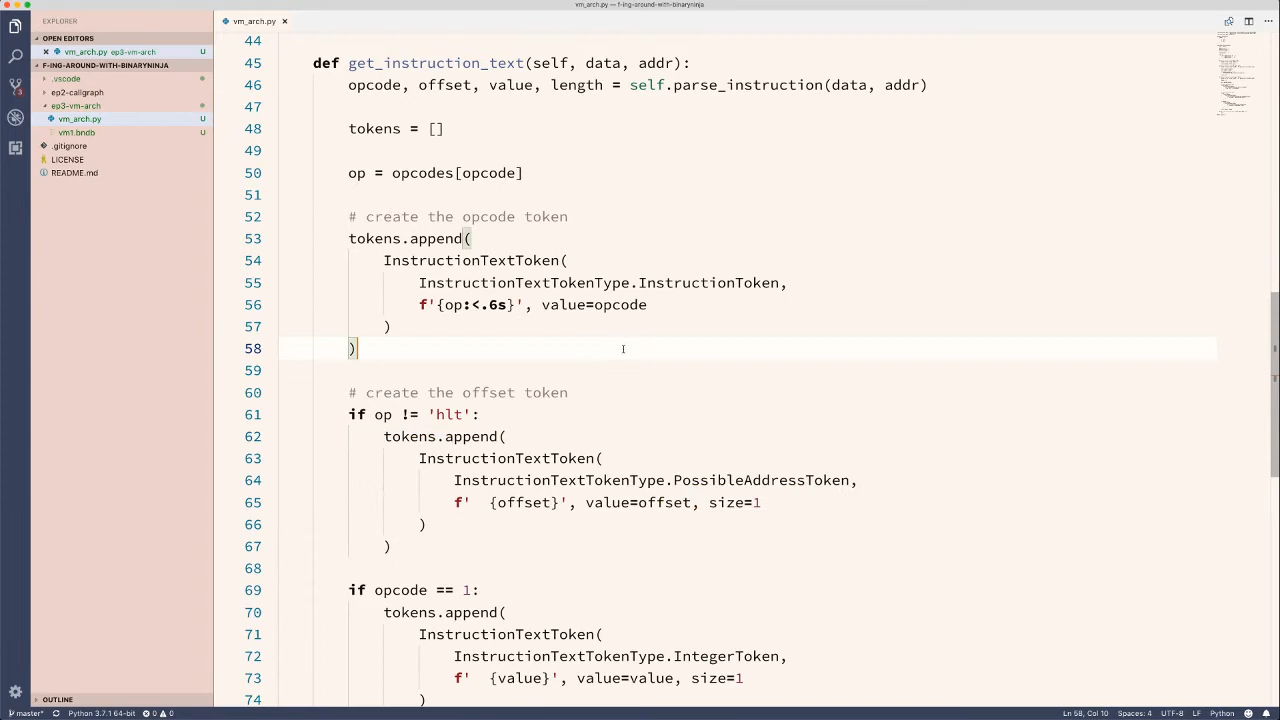 vm_arch.py — f-ing-around-with-binaryninja
EXPLORER
OPEN EDITORS
vm_arch.py ep3-vm-arch U
F-ING-AROUND-WITH-BINARYNINJA
.vscode
ep2-callgraph
ep3-vm-arch
vm_arch.py U
vm1.bndb U
.gitignore
LICENSE
README.md
OUTLINE
3
vm_arch.py
44
45 def get_instruction_text(self, data, addr):
46 opcode, offset, value, length = self.parse_instruction(data, addr)
47
48 tokens = []
49
50 op = opcodes[opcode]
51
52 # create the opcode token
53 tokens.append(
54 InstructionTextToken(
55 InstructionTextTokenType.InstructionToken,
56 f'{op:<.6s}', value=opcode
57 )
58 )
59
60 # create the offset token
61 if op != 'hlt':
62 tokens.append(
63 InstructionTextToken(
64 InstructionTextTokenType.PossibleAddressToken,
65 f'  {offset}', value=offset, size=1
66 )
67 )
68
69 if opcode == 1:
70 tokens.append(
71 InstructionTextToken(
72 InstructionTextTokenType.IntegerToken,
73 f'  {value}', value=value, size=1
74 )
master* Python 3.7.1 64-bit 0 0 Ln 58, Col 10 Spaces: 4 UTF-8 LF Python